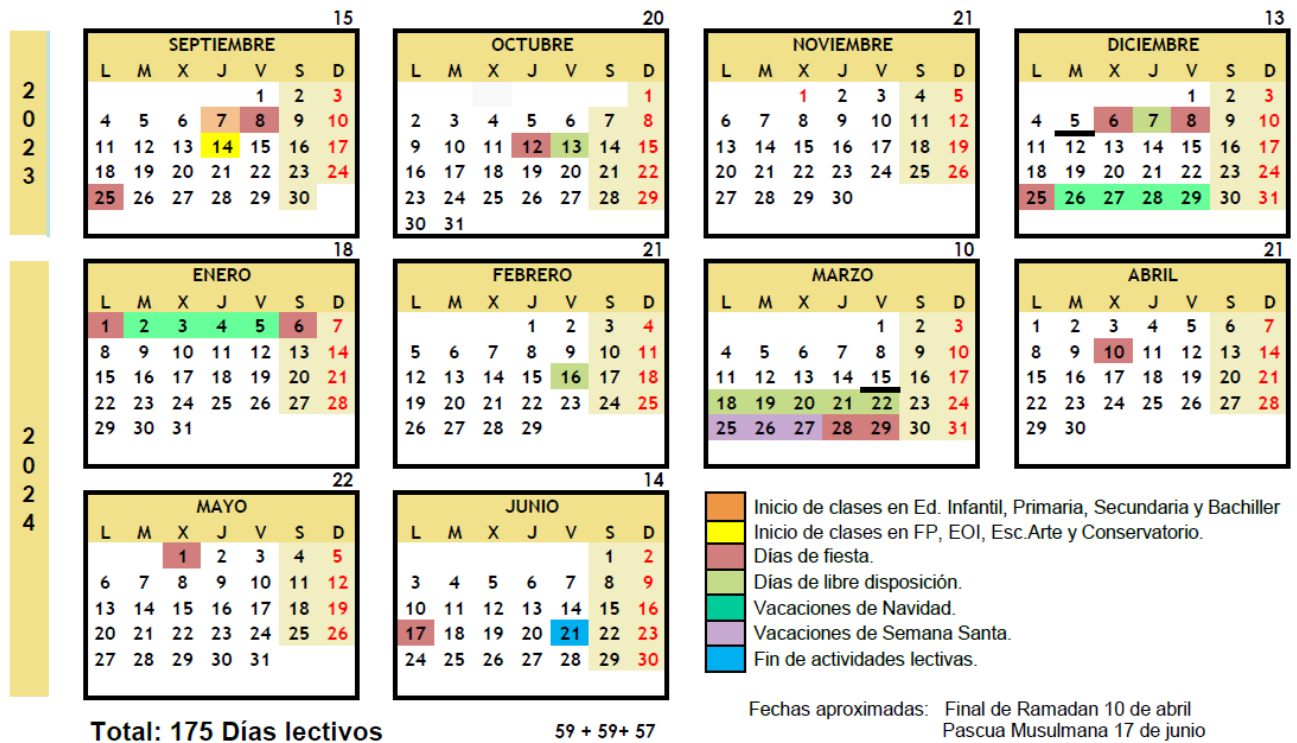 15 20 21 13
2023
SEPTIEMBRE
L M X J V S D
1 2 3
4 5 6 7 8 9 10
11 12 13 14 15 16 17
18 19 20 21 22 23 24
25 26 27 28 29 30
OCTUBRE
L M X J V S D
1
2 3 4 5 6 7 8
9 10 11 12 13 14 15
16 17 18 19 20 21 22
23 24 25 26 27 28 29
30 31
NOVIEMBRE
L M X J V S D
1 2 3 4 5
6 7 8 9 10 11 12
13 14 15 16 17 18 19
20 21 22 23 24 25 26
27 28 29 30
DICIEMBRE
L M X J V S D
1 2 3
4 5 6 7 8 9 10
11 12 13 14 15 16 17
18 19 20 21 22 23 24
25 26 27 28 29 30 31
18 21 10 21
2024
ENERO
L M X J V S D
1 2 3 4 5 6 7
8 9 10 11 12 13 14
15 16 17 18 19 20 21
22 23 24 25 26 27 28
29 30 31
FEBRERO
L M X J V S D
1 2 3 4
5 6 7 8 9 10 11
12 13 14 15 16 17 18
19 20 21 22 23 24 25
26 27 28 29
MARZO
L M X J V S D
1 2 3
4 5 6 7 8 9 10
11 12 13 14 15 16 17
18 19 20 21 22 23 24
25 26 27 28 29 30 31
ABRIL
L M X J V S D
1 2 3 4 5 6 7
8 9 10 11 12 13 14
15 16 17 18 19 20 21
22 23 24 25 26 27 28
29 30
22 14
MAYO
L M X J V S D
1 2 3 4 5
6 7 8 9 10 11 12
13 14 15 16 17 18 19
20 21 22 23 24 25 26
27 28 29 30 31
JUNIO
L M X J V S D
1 2
3 4 5 6 7 8 9
10 11 12 13 14 15 16
17 18 19 20 21 22 23
24 25 26 27 28 29 30
Inicio de clases en Ed. Infantil, Primaria, Secundaria y Bachiller
Inicio de clases en FP, EOI, Esc.Arte y Conservatorio.
Días de fiesta.
Días de libre disposición.
Vacaciones de Navidad.
Vacaciones de Semana Santa.
Fin de actividades lectivas.
Total: 175 Días lectivos
59 + 59+ 57
Fechas aproximadas: Final de Ramadan 10 de abril
Pascua Musulmana 17 de junio